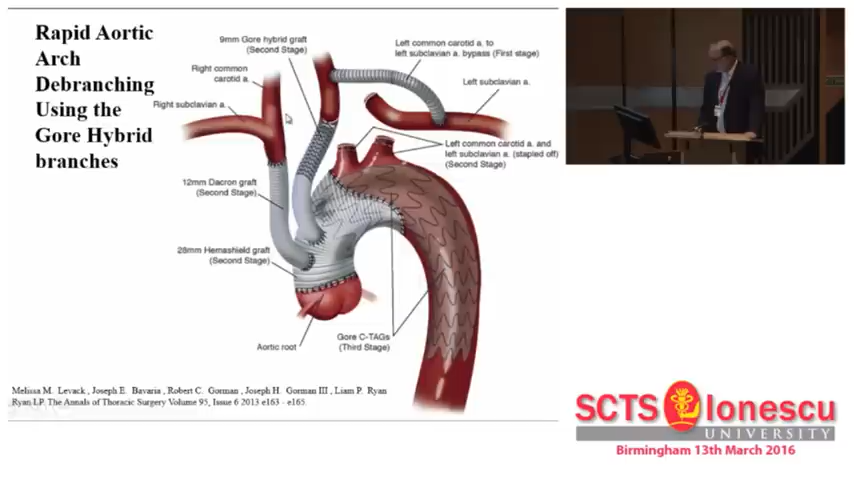 Rapid Aortic
Arch
Debranching
Using the
Gore Hybrid
branches
9mm Gore hybrid graft
(Second Stage)
Right common
carotid a.
Right subclavian a.
Left common carotid a. to
left subclavian a. bypass (First stage)
Left subclavian a.
Left common carotid a. and
left subclavian a. (stapled off)
(Second Stage)
12mm Dacron graft
(Second Stage)
28mm Hemashield graft
(Second Stage)
Aortic root
Gore C-TAGs
(Third Stage)
Melissa M. Levack , Joseph E. Bavaria , Robert C. Gorman , Joseph H. Gorman III , Liam P. Ryan
Ryan LP. The Annals of Thoracic Surgery Volume 95, Issue 6 2013 e163 - e165
SCTS Ionescu
UNIVERSITY
Birmingham 13th March 2016